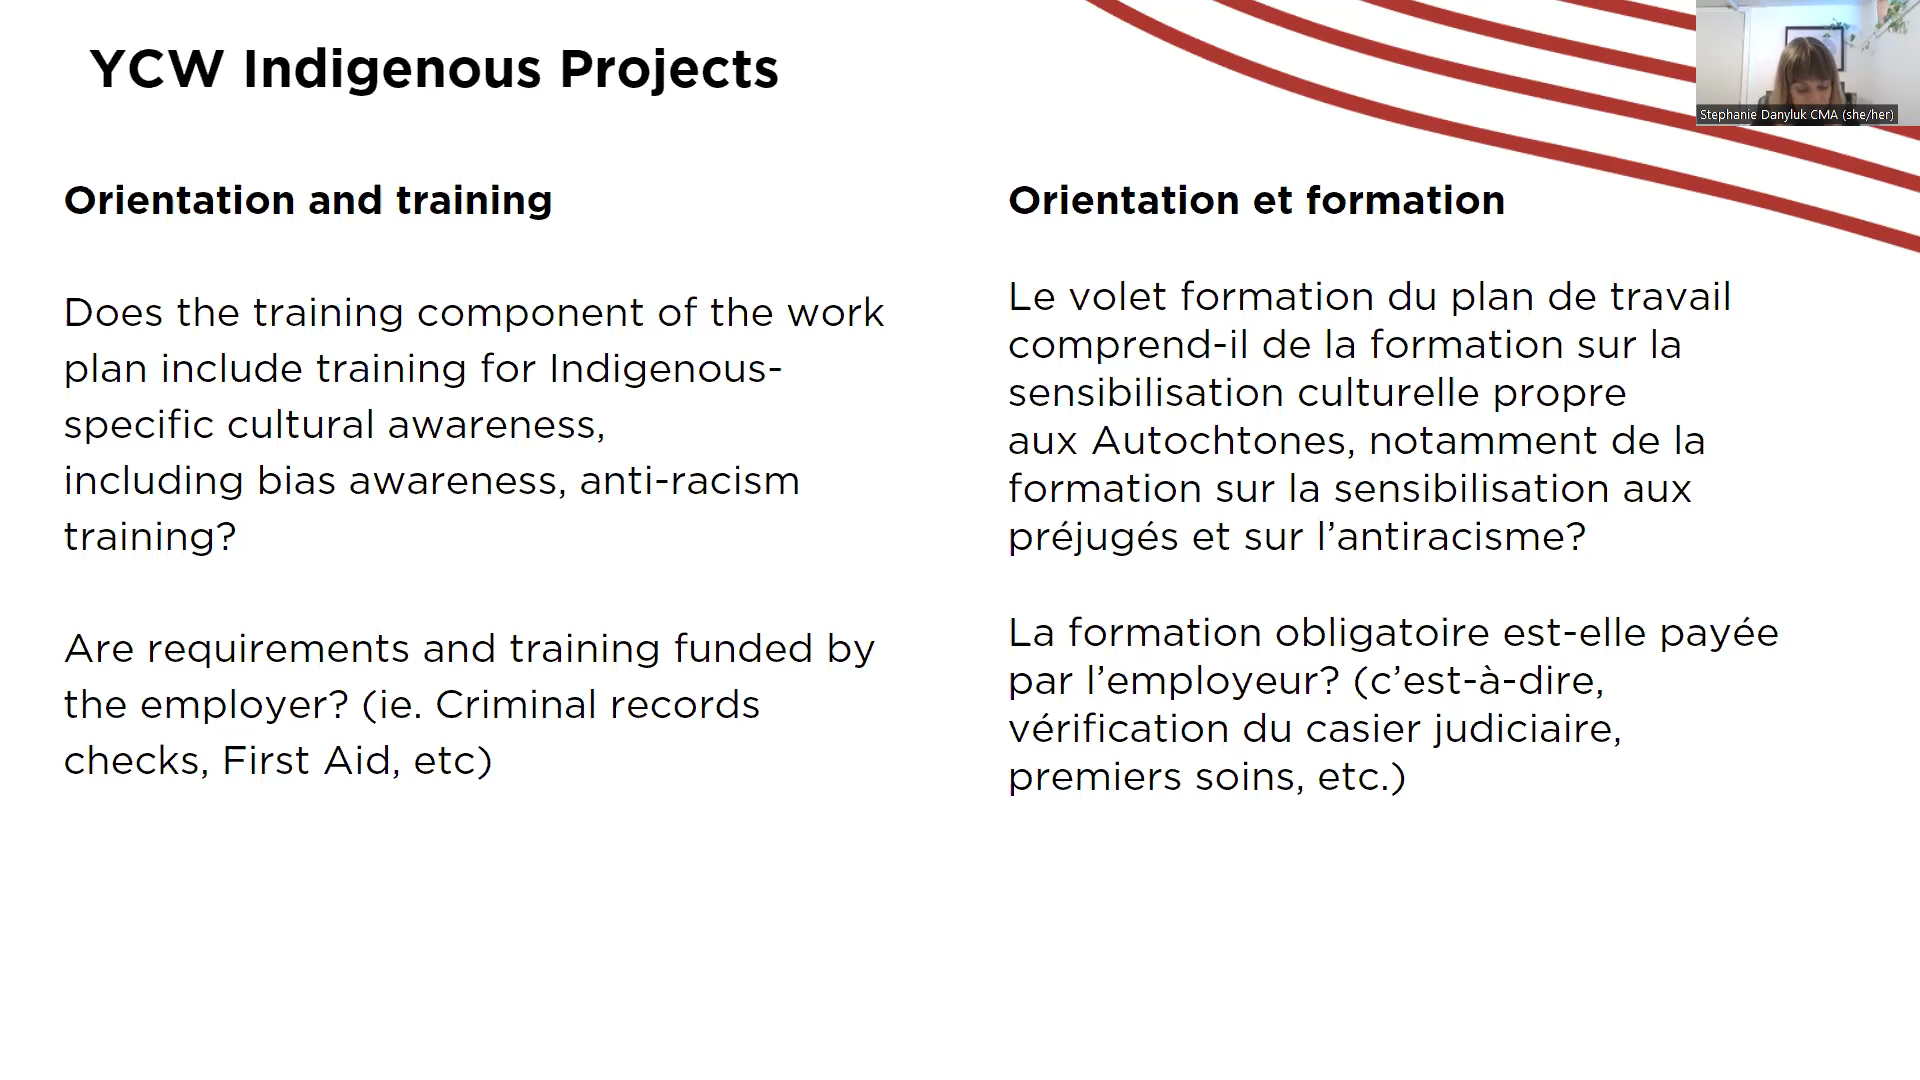 YCW Indigenous Projects
Stephanie Danyluk CMA (she/her)
Orientation and training
Does the training component of the work
plan include training for Indigenous-
specific cultural awareness,
including bias awareness, anti-racism
training?
Are requirements and training funded by
the employer? (ie. Criminal records
checks, First Aid, etc)
Orientation et formation
Le volet formation du plan de travail
comprend-il de la formation sur la
sensibilisation culturelle propre
aux Autochtones, notamment de la
formation sur la sensibilisation aux
préjugés et sur l’antiracisme?
La formation obligatoire est-elle payée
par l’employeur? (c’est-à-dire,
vérification du casier judiciaire,
premiers soins, etc.)